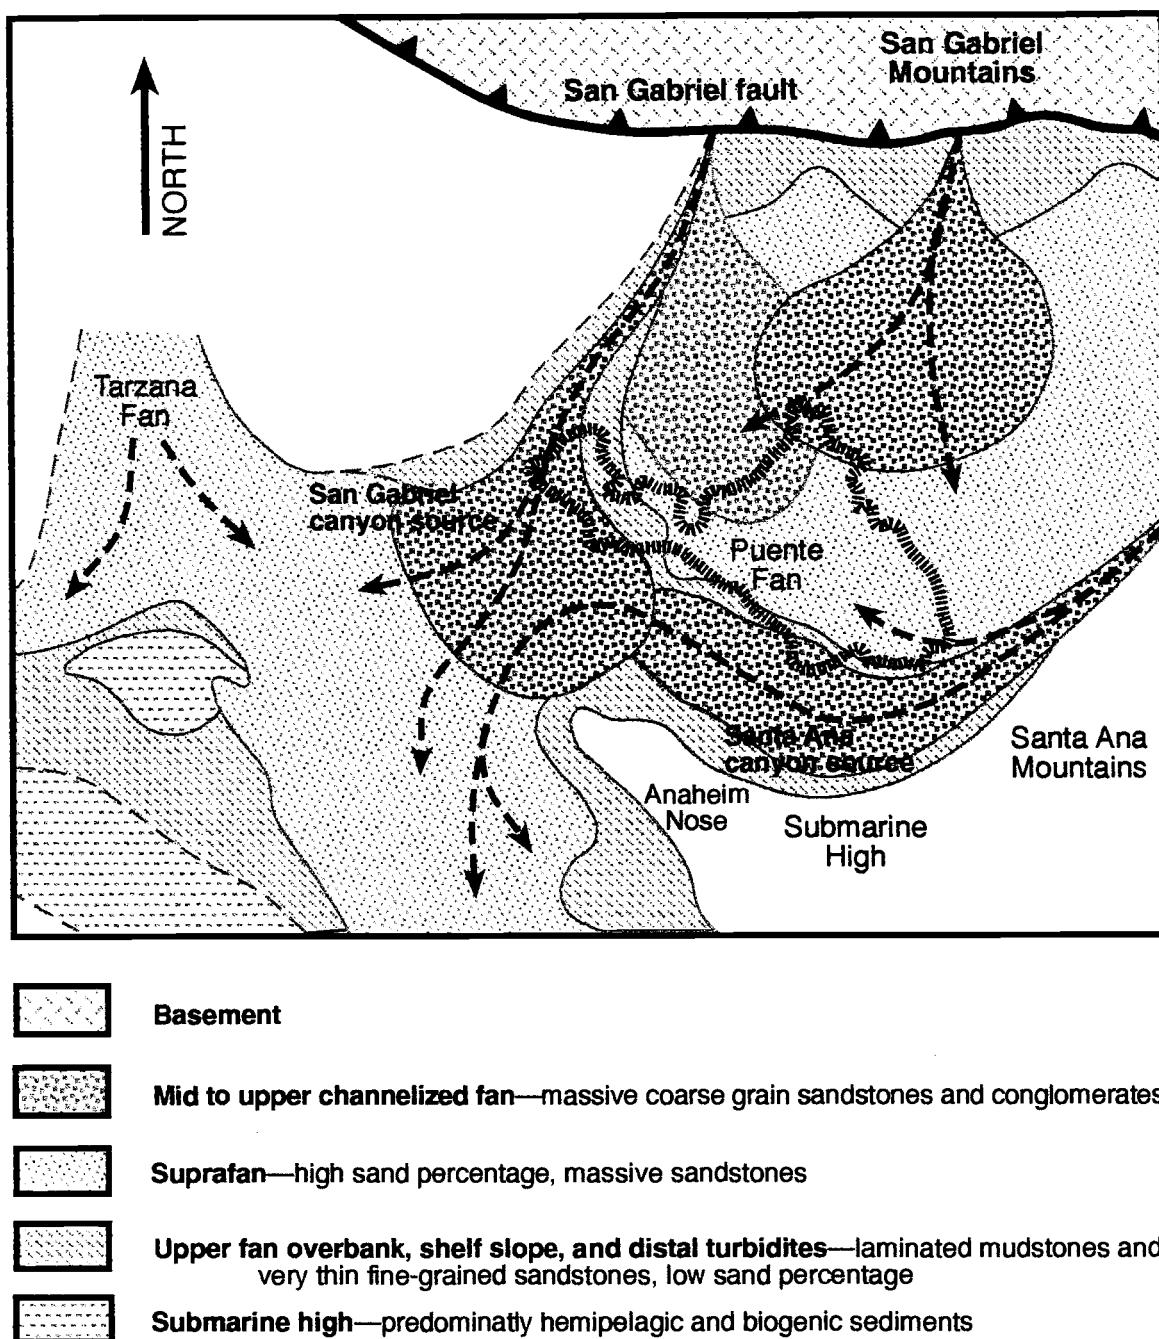 San Gabriel
Mountains
San Gabriel fault
NORTH
Tarzana
Fan
San Gabriel
canyon source
Puente
Fan
Santa Ana
canyon source
Santa Ana
Mountains
Anaheim
Nose
Submarine
High
Basement
Mid to upper channelized fan—massive coarse grain sandstones and conglomerates
Suprafan—high sand percentage, massive sandstones
Upper fan overbank, shelf slope, and distal turbidites—laminated mudstones and
very thin fine-grained sandstones, low sand percentage
Submarine high—predominatly hemipelagic and biogenic sediments